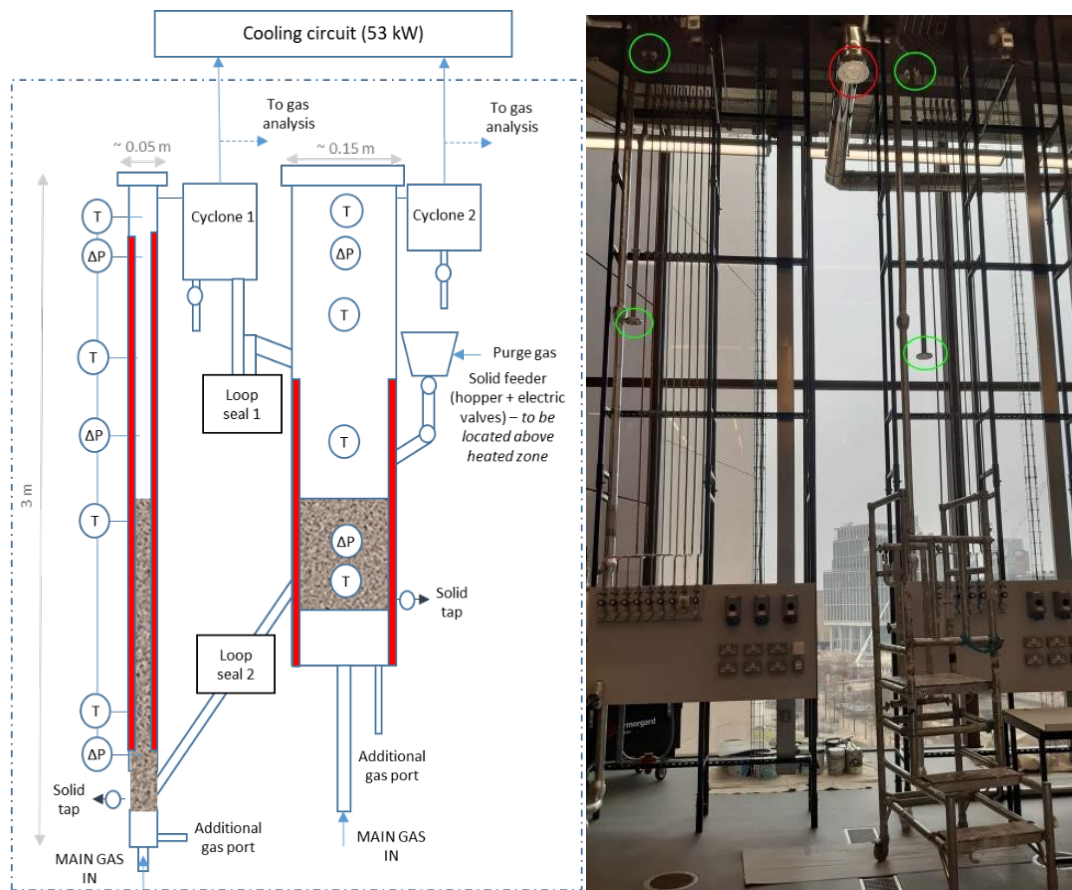 Cooling circuit (53 kW)
To gas
analysis
To gas
analysis
~ 0.05 m
~ 0.15 m
T
ΔP
T
ΔP
T
T
ΔP
3 m
Cyclone 1
Cyclone 2
T
ΔP
T
T
ΔP
T
Loop
seal 1
Purge gas
Solid feeder
(hopper + electric
valves) – to be
located above
heated zone
Solid
tap
Loop
seal 2
Additional
gas port
MAIN GAS
IN
Solid
tap
Additional
gas port
MAIN GAS
IN